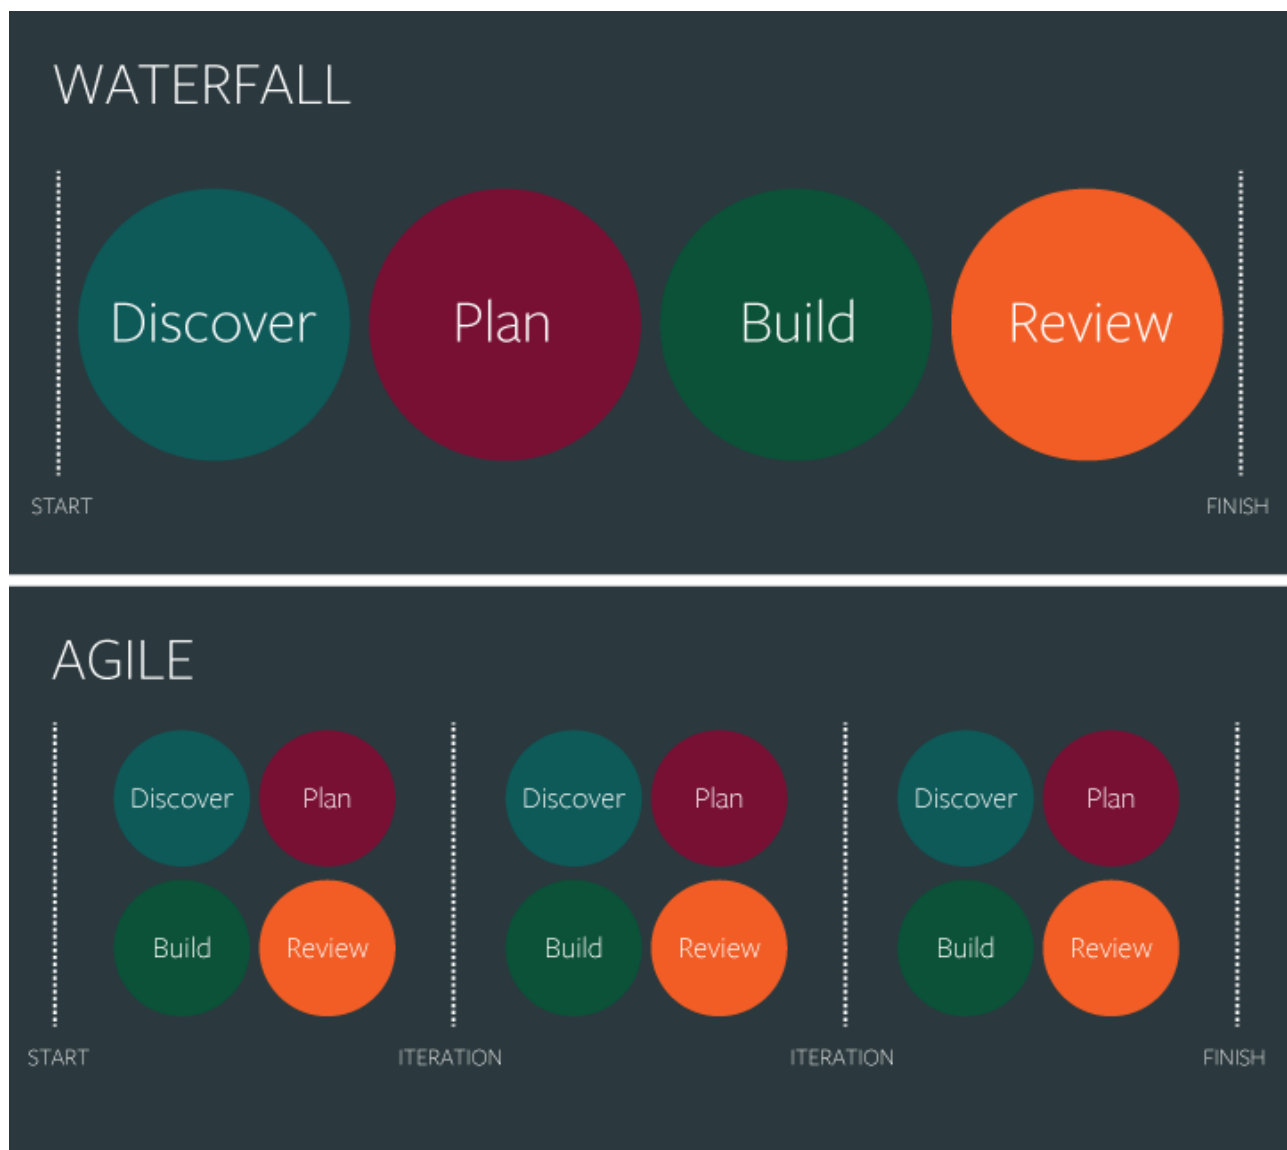 WATERFALL
Discover Plan Build Review
START FINISH
AGILE
Discover Plan Discover Plan Discover Plan
Build Review Build Review Build Review
START ITERATION ITERATION FINISH